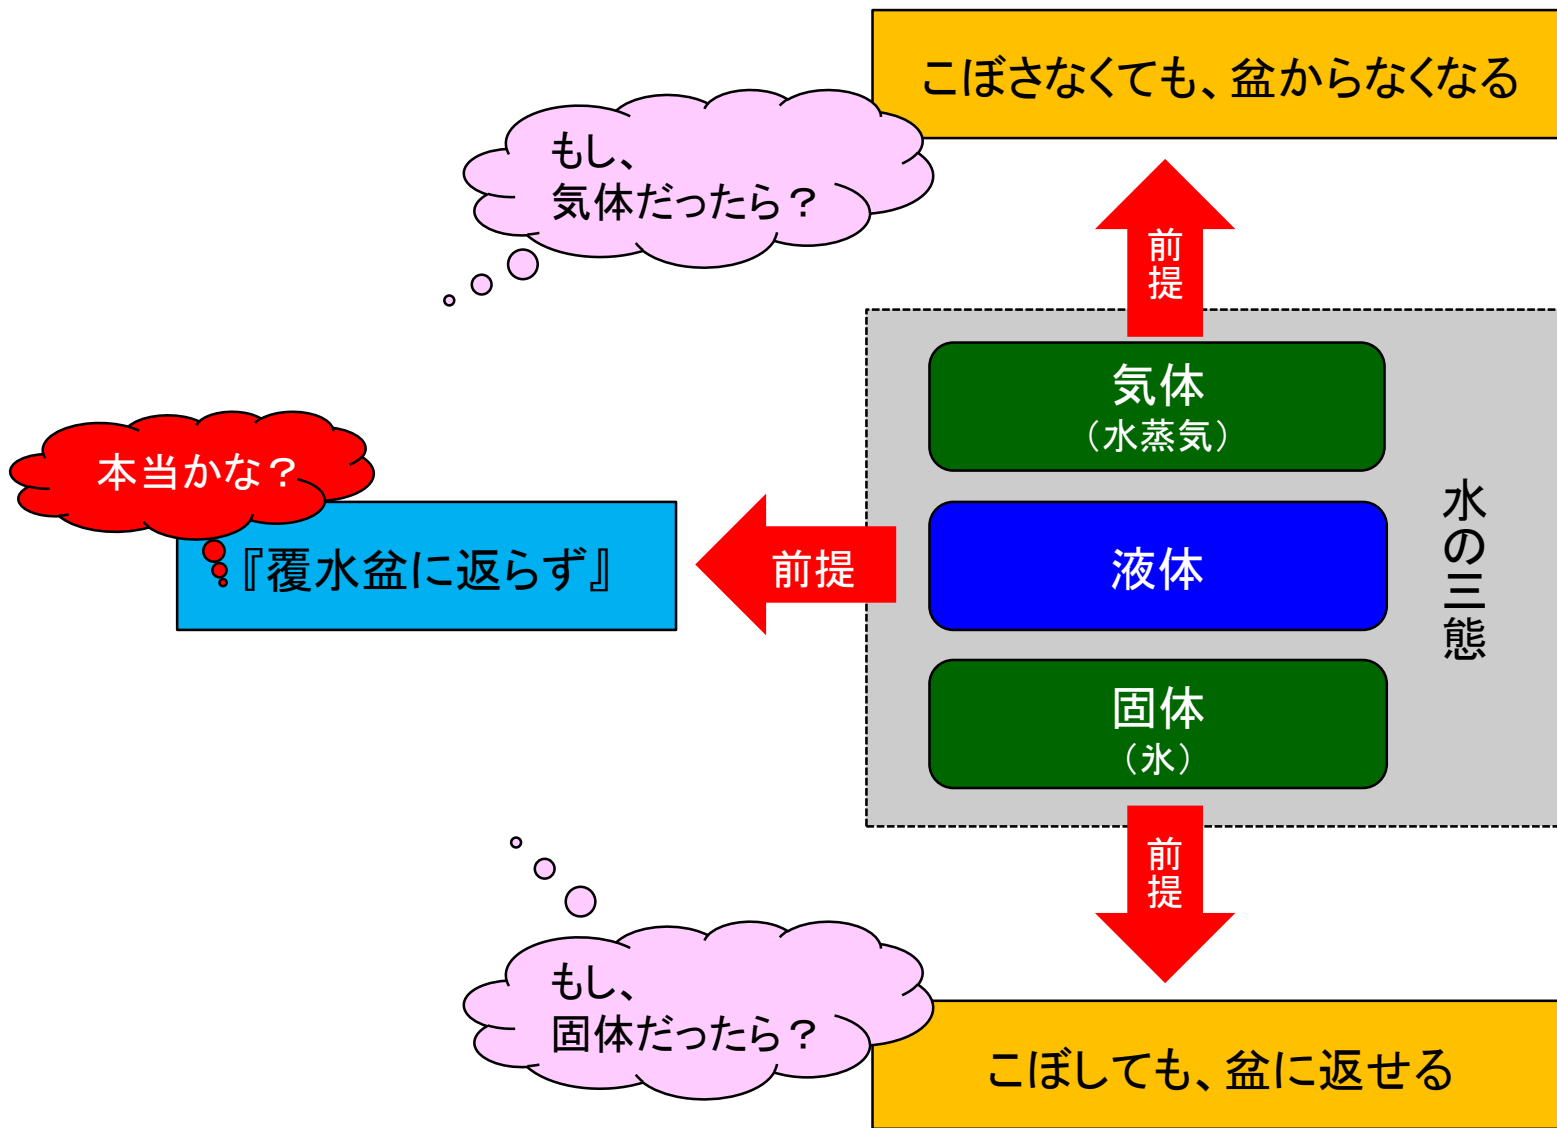 こぼさなくても、盆からなくなる
もし、
気体だったら？
前
提
気体
（水蒸気）
本当かな？
『覆水盆に返らず』
前提
液体
水の三態
固体
（氷）
前
提
もし、
固体だったら？
こぼしても、盆に返せる